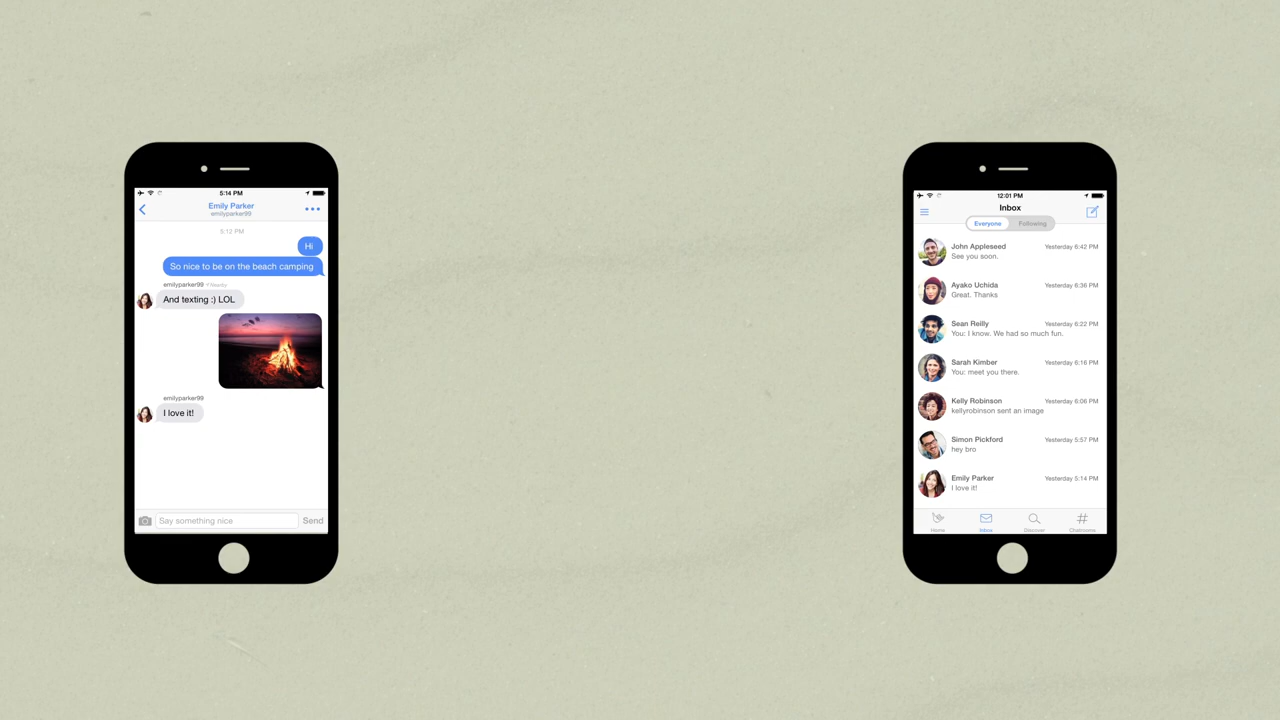 5:14 PM
Emily Parker
emilyparker99
5:12 PM
Hi
So nice to be on the beach camping
emilyparker99 Nearby
And texting :) LOL
emilyparker99
I love it!
Say something nice
Send
12:01 PM
Inbox
Everyone Following
John Appleseed Yesterday 6:42 PM
See you soon.
Ayako Uchida Yesterday 6:36 PM
Great. Thanks
Sean Reilly Yesterday 6:22 PM
You: I know. We had so much fun.
Sarah Kimber Yesterday 6:16 PM
You: meet you there.
Kelly Robinson Yesterday 6:06 PM
kellyrobinson sent an image
Simon Pickford Yesterday 5:57 PM
hey bro
Emily Parker Yesterday 5:14 PM
I love it!
Home Inbox Discover Chatrooms